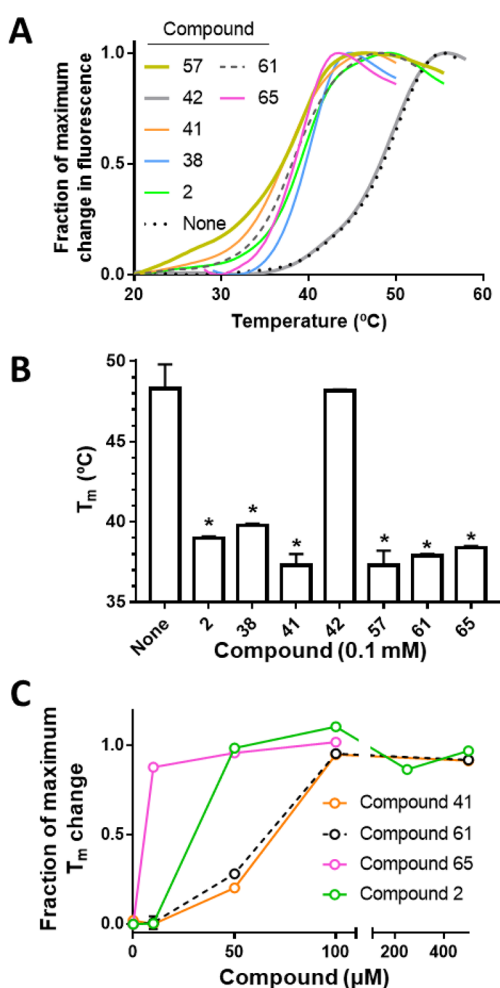 A
Compound
57
61
42
65
41
38
2
None
Fraction of maximum
change in fluorescence
1.0
0.5
0.0
20
30
40
50
60
Temperature (ºC)
B
Tm
(ºC)
50
45
40
35
*
*
*
*
*
*
None
2
38
41
42
57
61
65
Compound (0.1 mM)
C
Fraction of maximum
Tm change
1.0
0.5
0.0
Compound 41
Compound 61
Compound 65
Compound 2
0
50
100
200
400
Compound (µM)